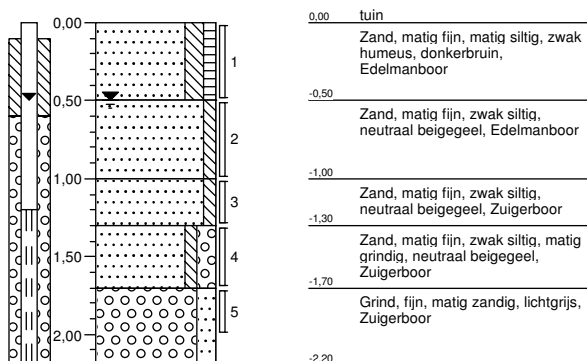 0,00
0,50
1,00
1,50
2,00
1
2
3
4
5
0,00 tuin
Zand, matig fijn, matig siltig, zwak
humeus, donkerbruin,
Edelmanboor
-0,50
Zand, matig fijn, zwak siltig,
neutraal beigegeel, Edelmanboor
-1,00
Zand, matig fijn, zwak siltig,
neutraal beigegeel, Zuigerboor
-1,30
Zand, matig fijn, zwak siltig, matig
grindig, neutraal beigegeel,
Zuigerboor
-1,70
Grind, fijn, matig zandig, lichtgrijs,
Zuigerboor
-2,20